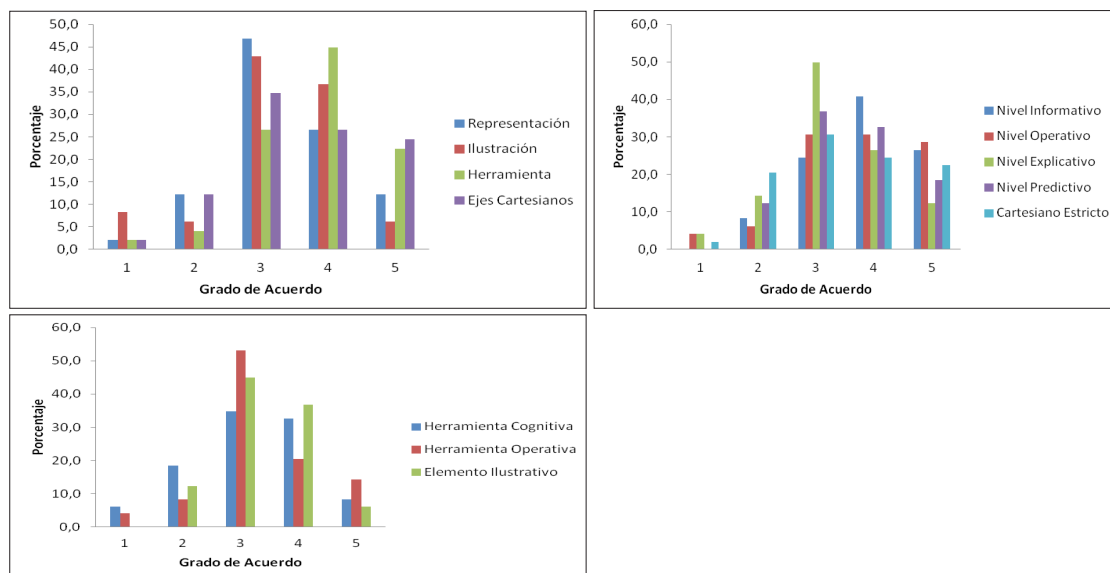 50,0
45,0
40,0
35,0
30,0
25,0
20,0
15,0
10,0
5,0
0,0
Porcentaje
1 2 3 4 5
Grado de Acuerdo
Representación
Ilustración
Herramienta
Ejes Cartesianos
60,0
50,0
40,0
30,0
20,0
10,0
0,0
Porcentaje
1 2 3 4 5
Grado de Acuerdo
Nivel Informativo
Nivel Operativo
Nivel Explicativo
Nivel Predictivo
Cartesiano Estricto
60,0
50,0
40,0
30,0
20,0
10,0
0,0
Porcentaje
1 2 3 4 5
Grado de Acuerdo
Herramienta Cognitiva
Herramienta Operativa
Elemento Ilustrativo